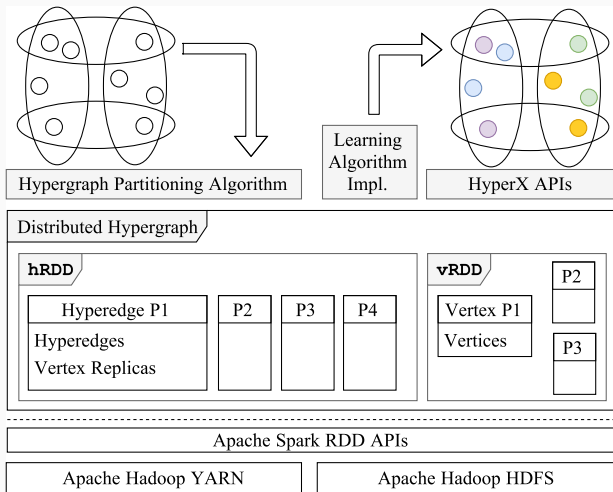 Hypergraph Partitioning Algorithm
Learning
Algorithm
Impl.
HyperX APIs
Distributed Hypergraph
hRDD
Hyperedge P1
Hyperedges
Vertex Replicas
P2
P3
P4
vRDD
Vertex P1
Vertices
P2
P3
Apache Spark RDD APIs
Apache Hadoop YARN
Apache Hadoop HDFS